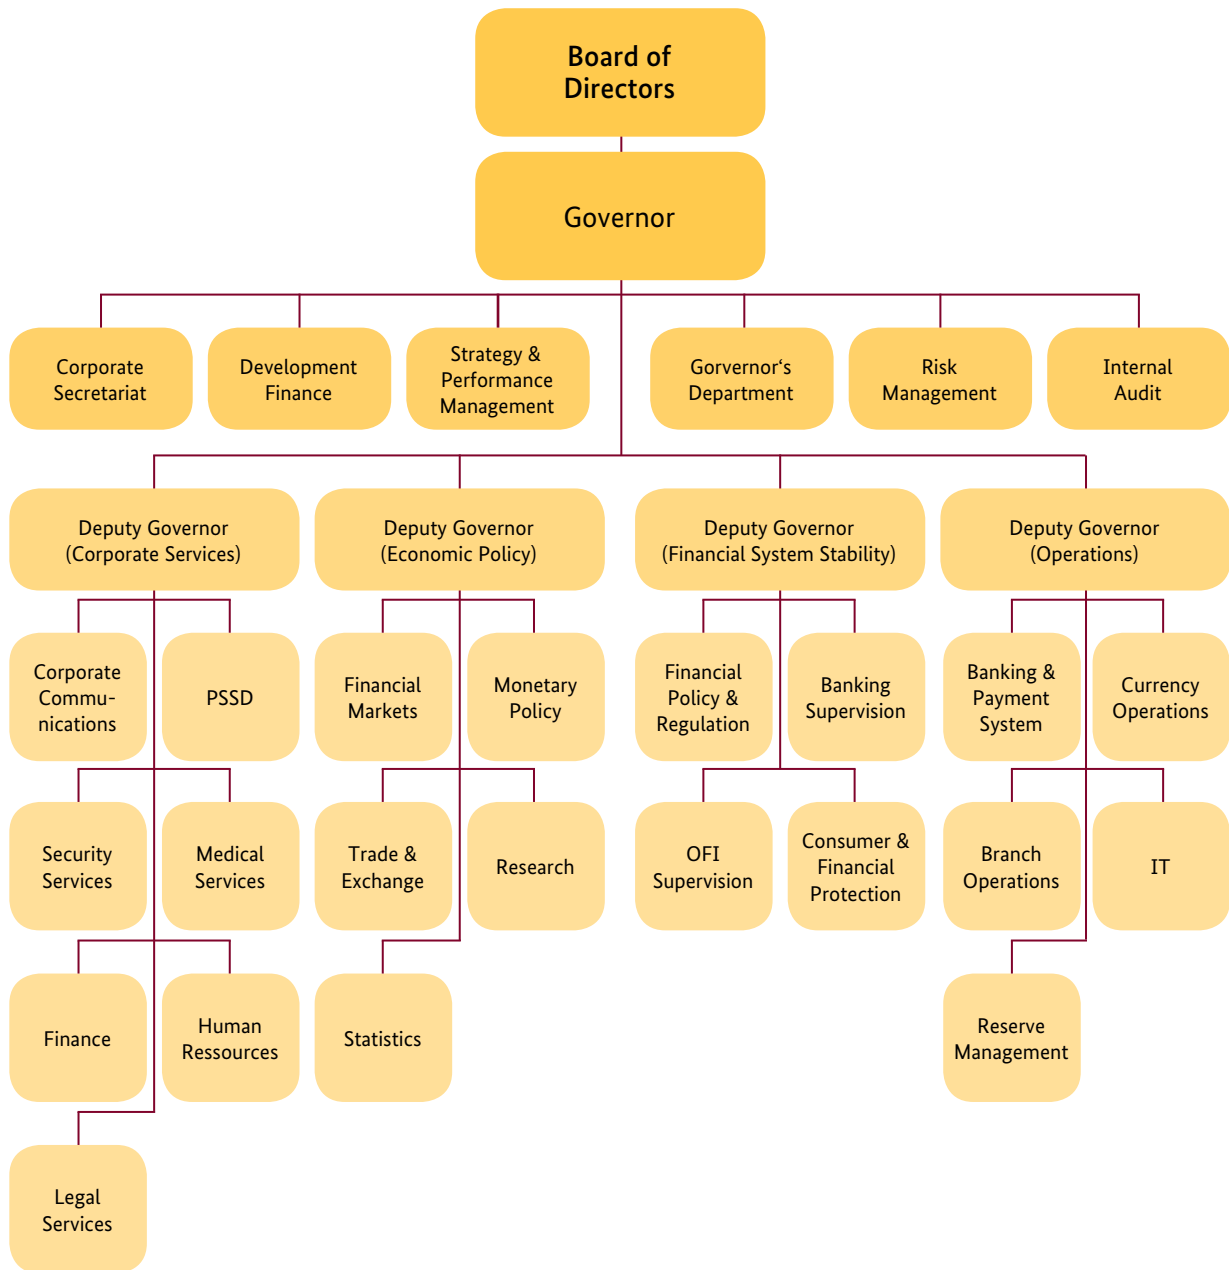 Board of
Directors
Governor
Corporate
Secretariat
Development
Finance
Strategy &
Performance
Management
Gorvernor‘s
Department
Risk
Management
Internal
Audit
Deputy Governor
(Corporate Services)
Deputy Governor
(Economic Policy)
Deputy Governor
(Financial System Stability)
Deputy Governor
(Operations)
Corporate
Commu-
nications
PSSD
Financial
Markets
Monetary
Policy
Financial
Policy &
Regulation
Banking
Supervision
Banking &
Payment
System
Currency
Operations
Security
Services
Medical
Services
Trade &
Exchange
Research
OFI
Supervision
Consumer &
Financial
Protection
Branch
Operations
IT
Finance
Human
Ressources
Statistics
Reserve
Management
Legal
Services